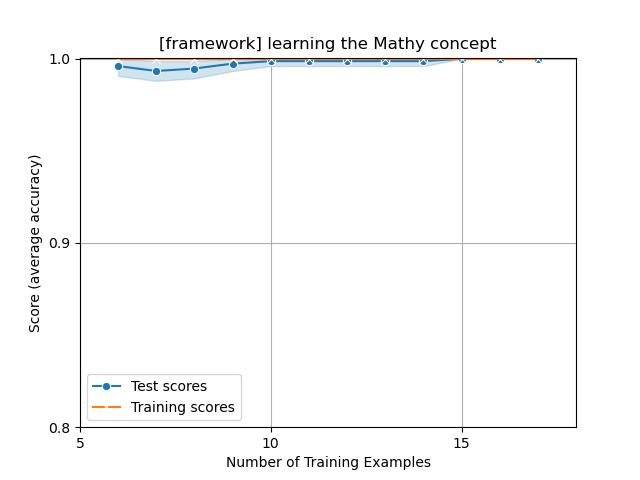 [framework] learning the Mathy concept
1.0
0.9
0.8
Score (average accuracy)
Test scores
Training scores
5
10
15
Number of Training Examples